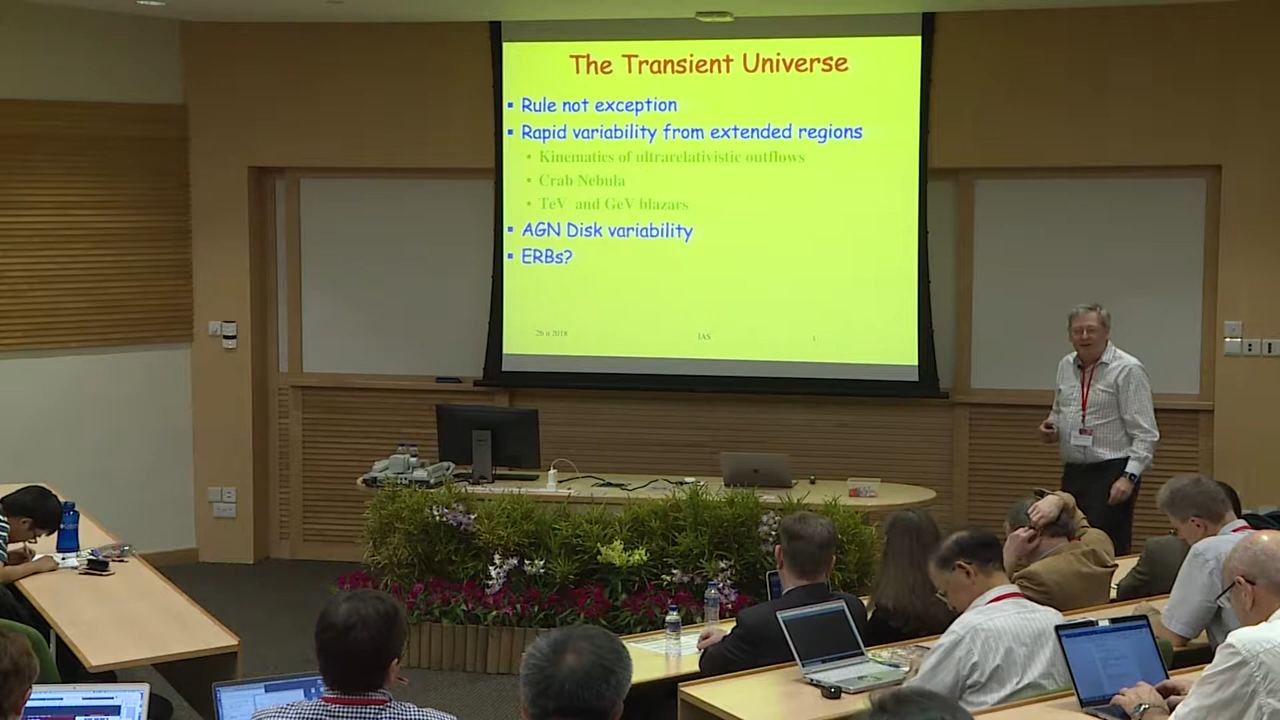 The Transient Universe
▪ Rule not exception
▪ Rapid variability from extended regions
• Kinematics of ultrarelativistic outflows
• Crab Nebula
• TeV and GeV blazars
▪ AGN Disk variability
▪ ERBs?
26 ii 2018
IAS
1